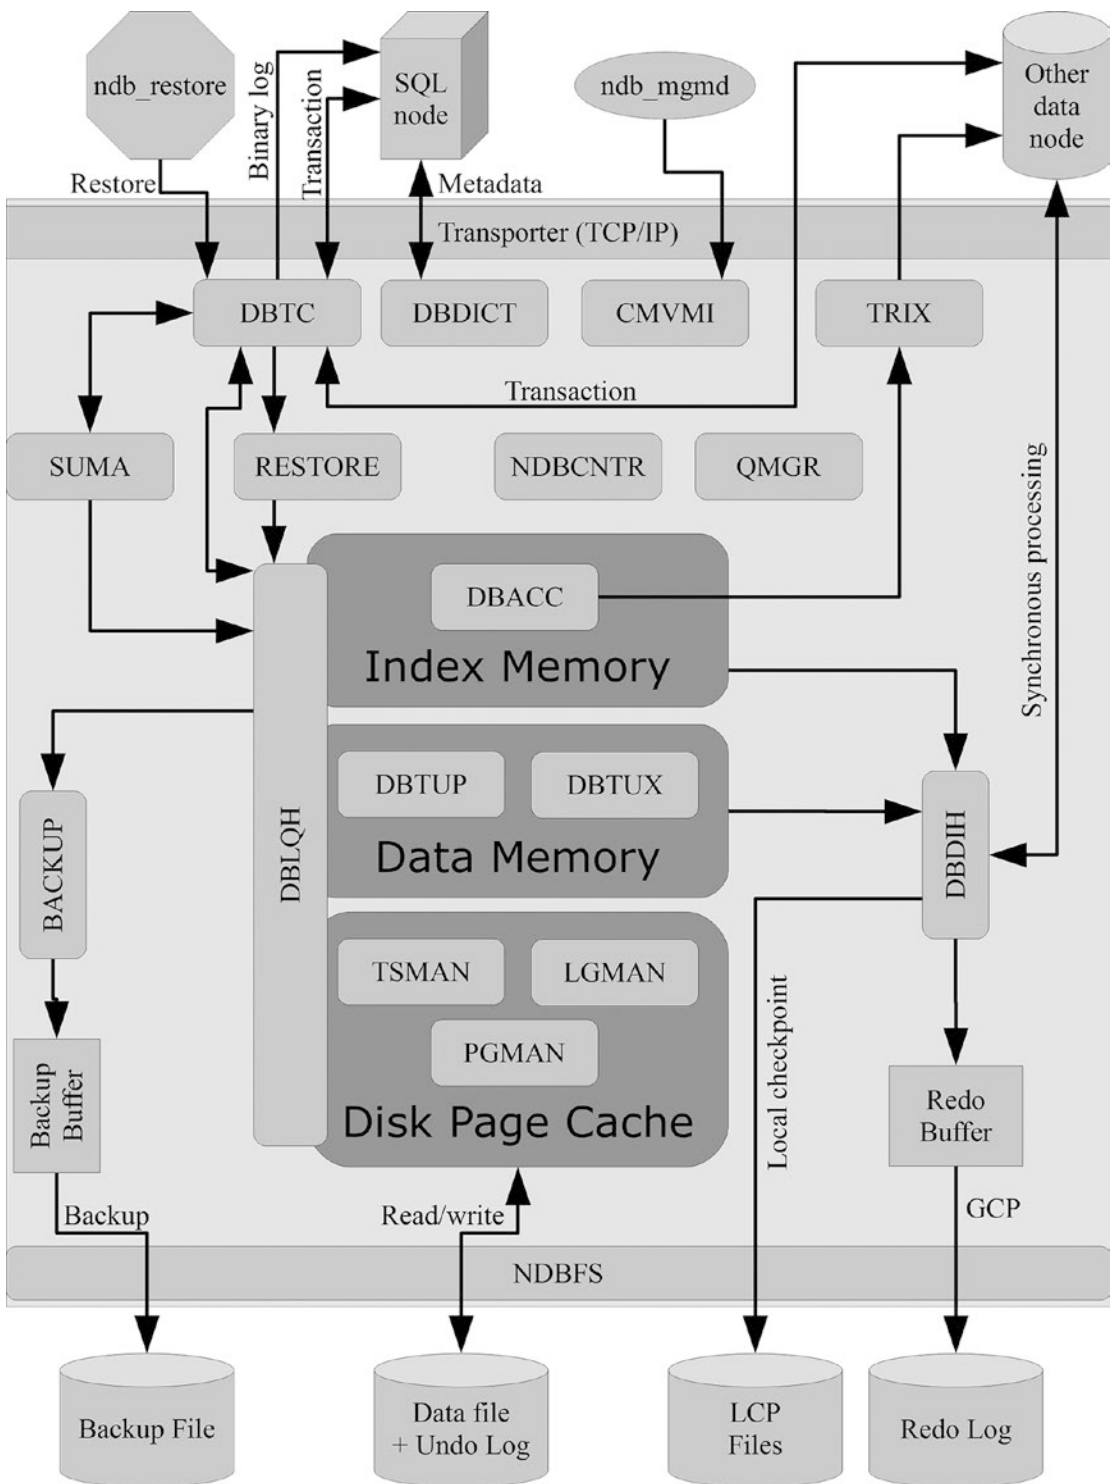 ndb_restore
SQL
node
ndb_mgmd
Other
data
node
Binary log
Transaction
Restore
Metadata
Transporter (TCP/IP)
DBTC
DBDICT
CMVMI
TRIX
Transaction
SUMA
RESTORE
NDBCNTR
QMGR
Synchronous processing
DBACC
Index Memory
DBLQH
DBTUP
DBTUX
Data Memory
BACKUP
DBDIH
TSMAN
LGMAN
PGMAN
Disk Page Cache
Backup
Buffer
Local checkpoint
Redo
Buffer
Backup
Read/write
GCP
NDBFS
Backup File
Data file
+ Undo Log
LCP
Files
Redo Log